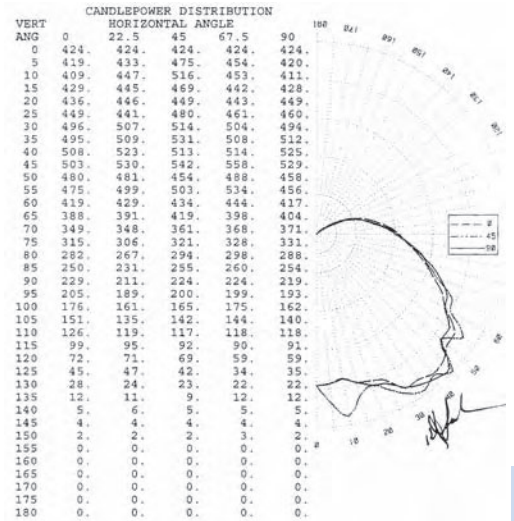 CANDLEPOWER DISTRIBUTION
VERT HORIZONTAL ANGLE
ANG 0 22.5 45 67.5 90
0 424. 424. 424. 424. 424.
5 419. 433. 475. 454. 420.
10 409. 447. 516. 453. 411.
15 429. 445. 469. 442. 428.
20 436. 446. 449. 443. 449.
25 449. 441. 480. 461. 460.
30 496. 507. 514. 504. 494.
35 495. 509. 531. 508. 512.
40 508. 523. 513. 514. 525.
45 503. 530. 542. 558. 529.
50 480. 481. 454. 488. 458.
55 475. 499. 503. 534. 456.
60 419. 429. 434. 444. 417.
65 388. 391. 419. 398. 404.
70 349. 348. 361. 368. 371.
75 315. 306 321. 328. 331.
80 282. 267. 294. 298. 288.
85 250. 231. 255. 260. 254.
90 229. 211. 224. 224. 224.
95 205. 189. 200. 199. 193.
100 176. 161. 165. 175. 162.
105 151. 135. 142. 144. 140.
110 126. 119. 117. 118. 118.
115 99. 95. 92. 90. 91.
120 72. 71. 69. 59. 59.
125 45. 47. 42. 34. 35.
130 28. 24. 23. 22. 22.
135 12. 11. 9. 12. 12.
140 5. 6. 5. 5. 5.
145 4. 4. 4. 4. 4.
150 2. 2. 2. 3. 2.
155 0. 0. 0. 0. 0.
160 0. 0. 0. 0. 0.
165 0. 0. 0. 0. 0.
170 0. 0. 0. 0. 0.
175 0. 0. 0. 0. 0.
180 0. 0. 0. 0. 0.
180 170 160 150 140 130 120
0
45
90
60
50
40
30
20
10
0